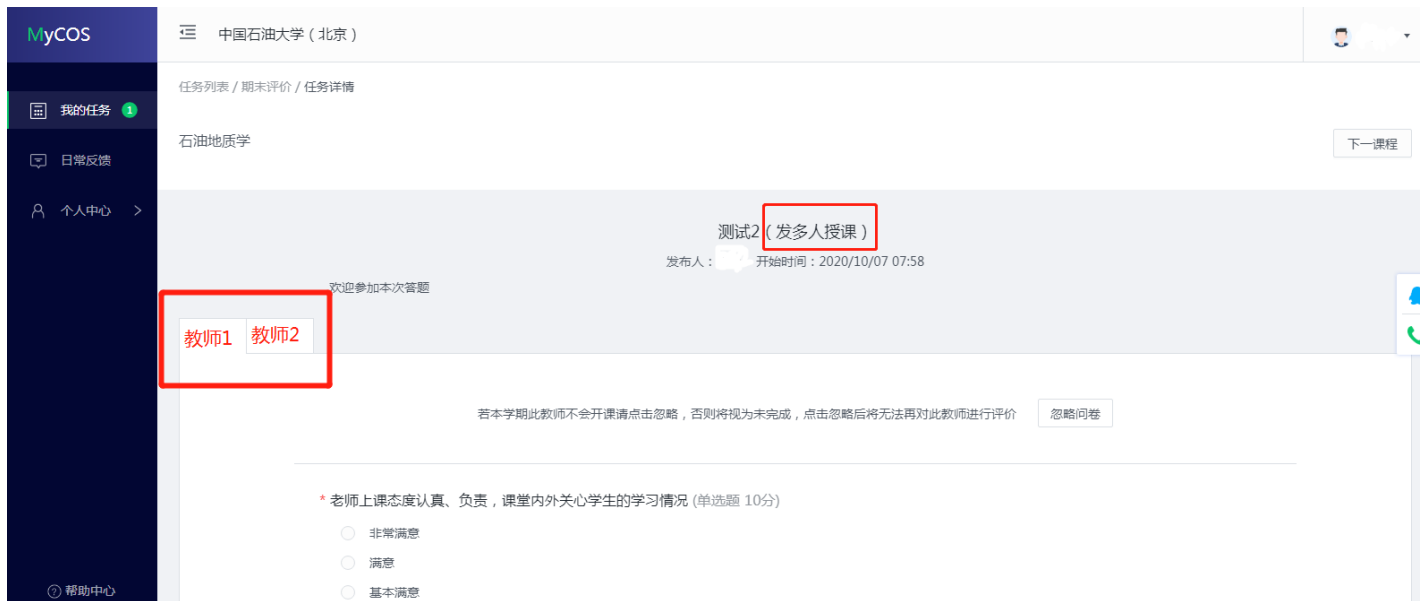 MyCOS
中国石油大学（北京）
任务列表 / 期末评价 / 任务详情
我的任务 1
日常反馈
个人中心
石油地质学
下一课程
测试2（发多人授课）
发布人： 开始时间：2020/10/07 07:58
欢迎参加本次答题
教师1 教师2
若本学期此教师不会开课请点击忽略，否则将视为未完成，点击忽略后将无法再对此教师进行评价 忽略问卷
* 老师上课态度认真、负责，课堂内外关心学生的学习情况 (单选题 10分)
非常满意
满意
基本满意
? 帮助中心